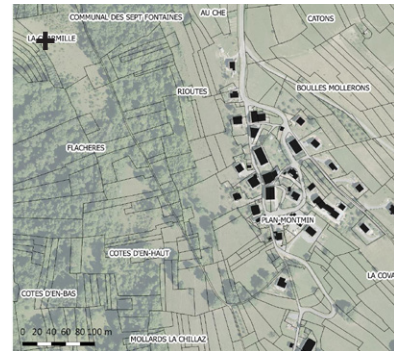 AU CHE
COMMUNAL DES SEPT FONTAINES
CATONS
BOULLES MOLLERONS
RIOUTES
FLACHERES
PLAN-MONTMIN
COTES D'EN-HAUT
LA COVA
COTES D'EN-BAS
0 20 40 60 80 100 m
MOLLARDS LA CHILLAZ